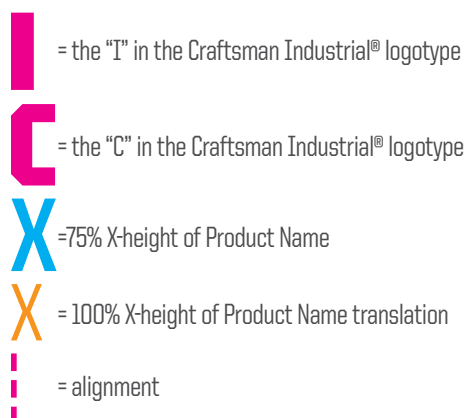 I = the “I” in the Craftsman Industrial® logotype
C = the “C” in the Craftsman Industrial® logotype
X =75% X-height of Product Name
X = 100% X-height of Product Name translation
= alignment